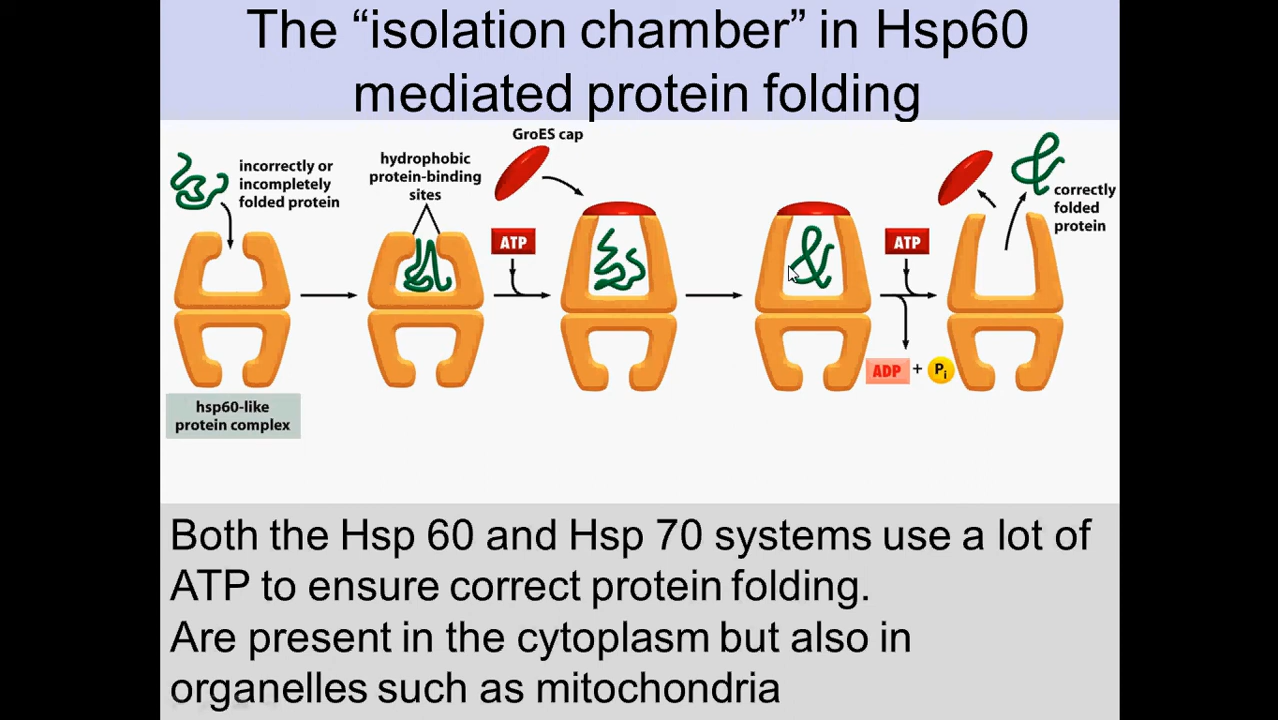 The “isolation chamber” in Hsp60
mediated protein folding
GroES cap
incorrectly or
incompletely
folded protein
hydrophobic
protein-binding
sites
ATP
ATP
correctly
folded
protein
ADP + Pi
hsp60-like
protein complex
Both the Hsp 60 and Hsp 70 systems use a lot of
ATP to ensure correct protein folding.
Are present in the cytoplasm but also in
organelles such as mitochondria